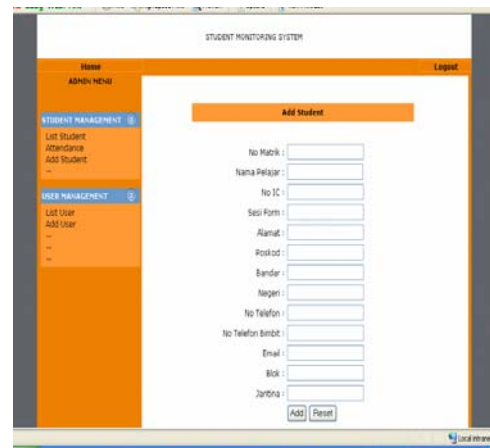 STUDENT MONITORING SYSTEM
Home
Logout
ADMIN MENU
STUDENT MANAGEMENT
List Student
Attendance
Add Student
--
USER MANAGEMENT
List User
Add User
--
--
--
Add Student
No Matrik :
Nama Pelajar :
No IC :
Sesi Form :
Alamat :
Poskod :
Bandar :
Negeri :
No Telefon :
No Telefon Bimbit :
Email :
Blok :
Jantina :
Add Reset
Local intranet